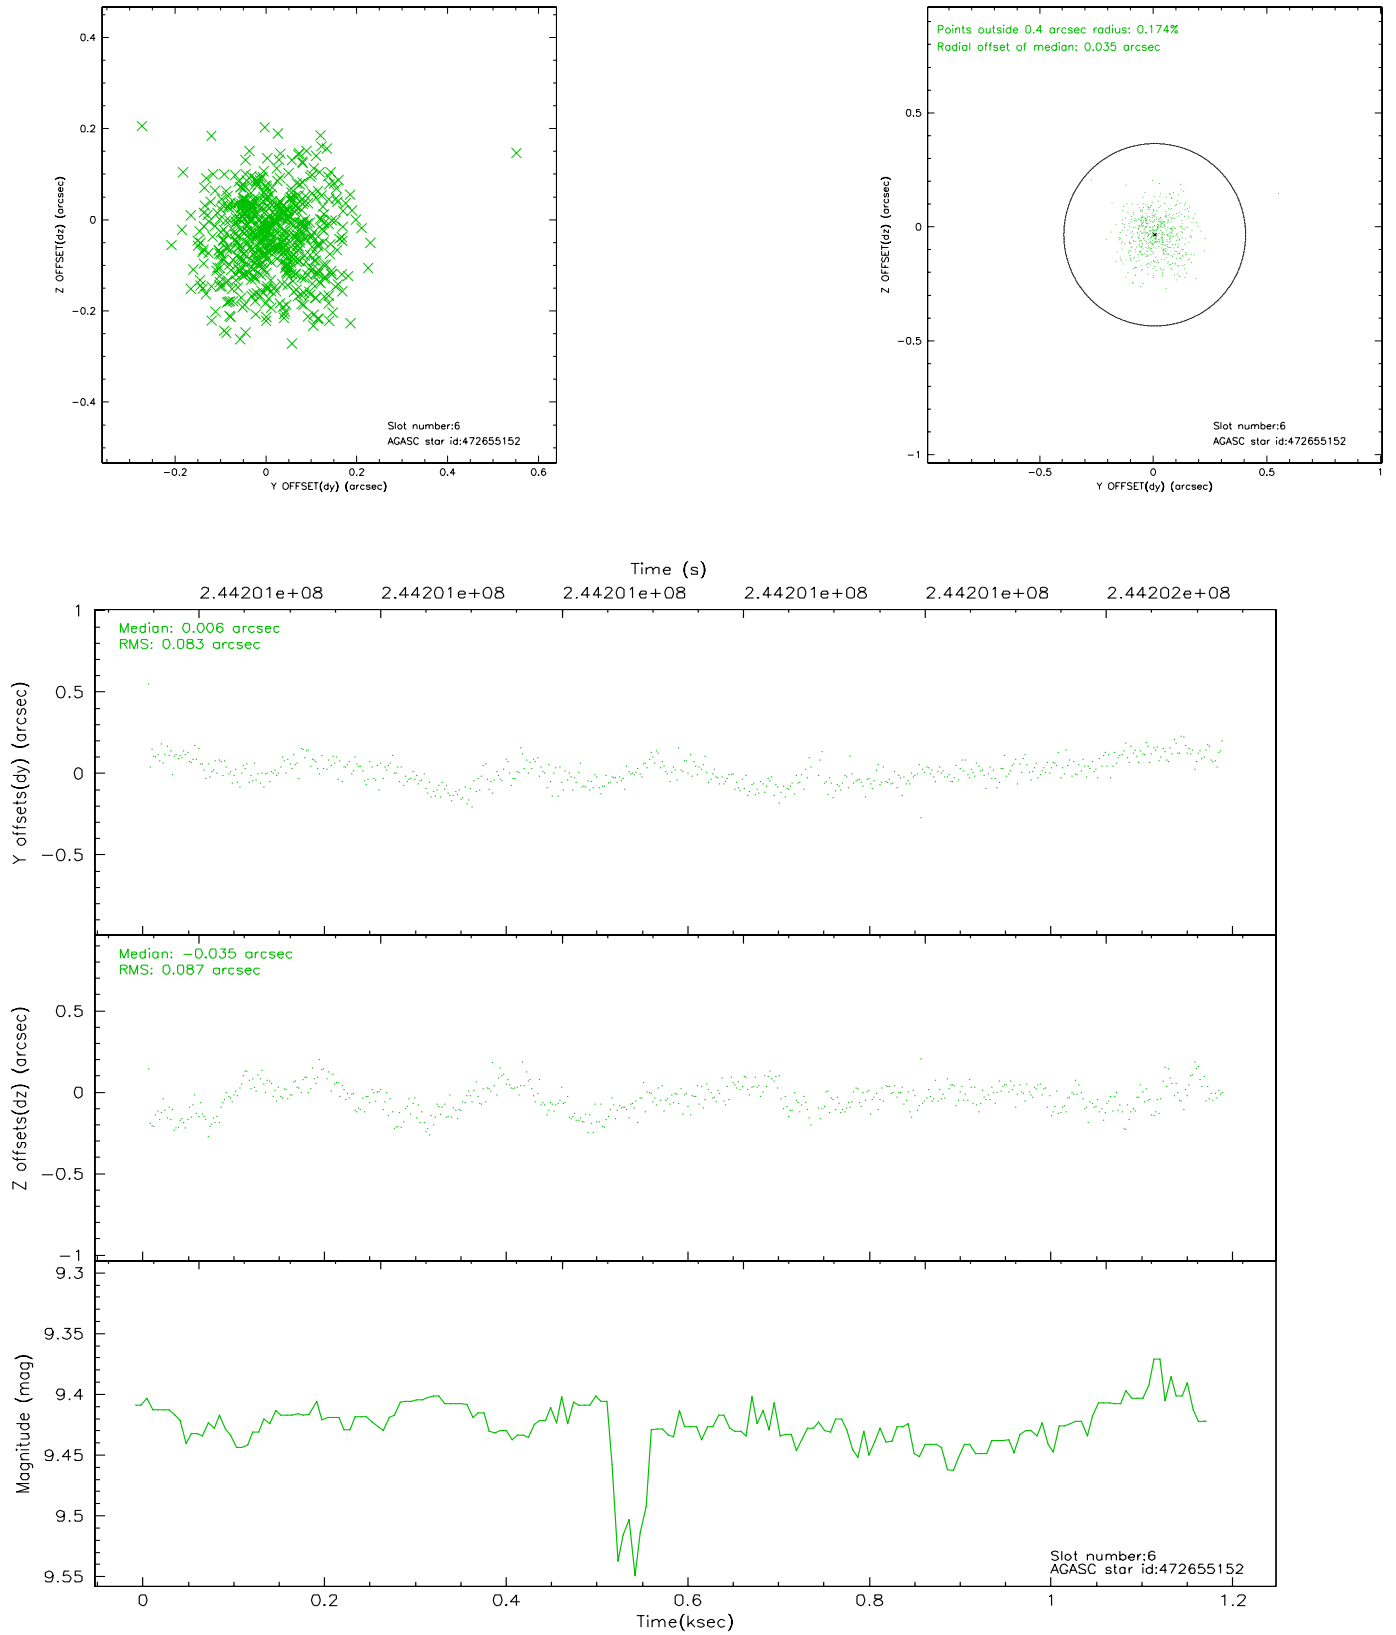 0.4
0.2
0
−0.2
−0.4
Z OFFSET(dz) (arcsec)
Slot number:6
AGASC star id:472655152
−0.2 0 0.2 0.4 0.6
Y OFFSET(dy) (arcsec)
Points outside 0.4 arcsec radius: 0.174%
Radial offset of median: 0.035 arcsec
0.5
0
−0.5
−1
Z OFFSET(dz) (arcsec)
Slot number:6
AGASC star id:472655152
−0.5 0 0.5 1
Y OFFSET(dy) (arcsec)
Time (s)
2.44201e+08 2.44201e+08 2.44201e+08 2.44201e+08 2.44201e+08 2.44202e+08
Median: 0.006 arcsec
RMS: 0.083 arcsec
1
0.5
0
−0.5
Y offsets(dy) (arcsec)
Median: −0.035 arcsec
RMS: 0.087 arcsec
0.5
0
−0.5
−1
Z offsets(dz) (arcsec)
9.3
9.35
9.4
9.45
9.5
9.55
Magnitude (mag)
Slot number:6
AGASC star id:472655152
0 0.2 0.4 0.6 0.8 1 1.2
Time(ksec)